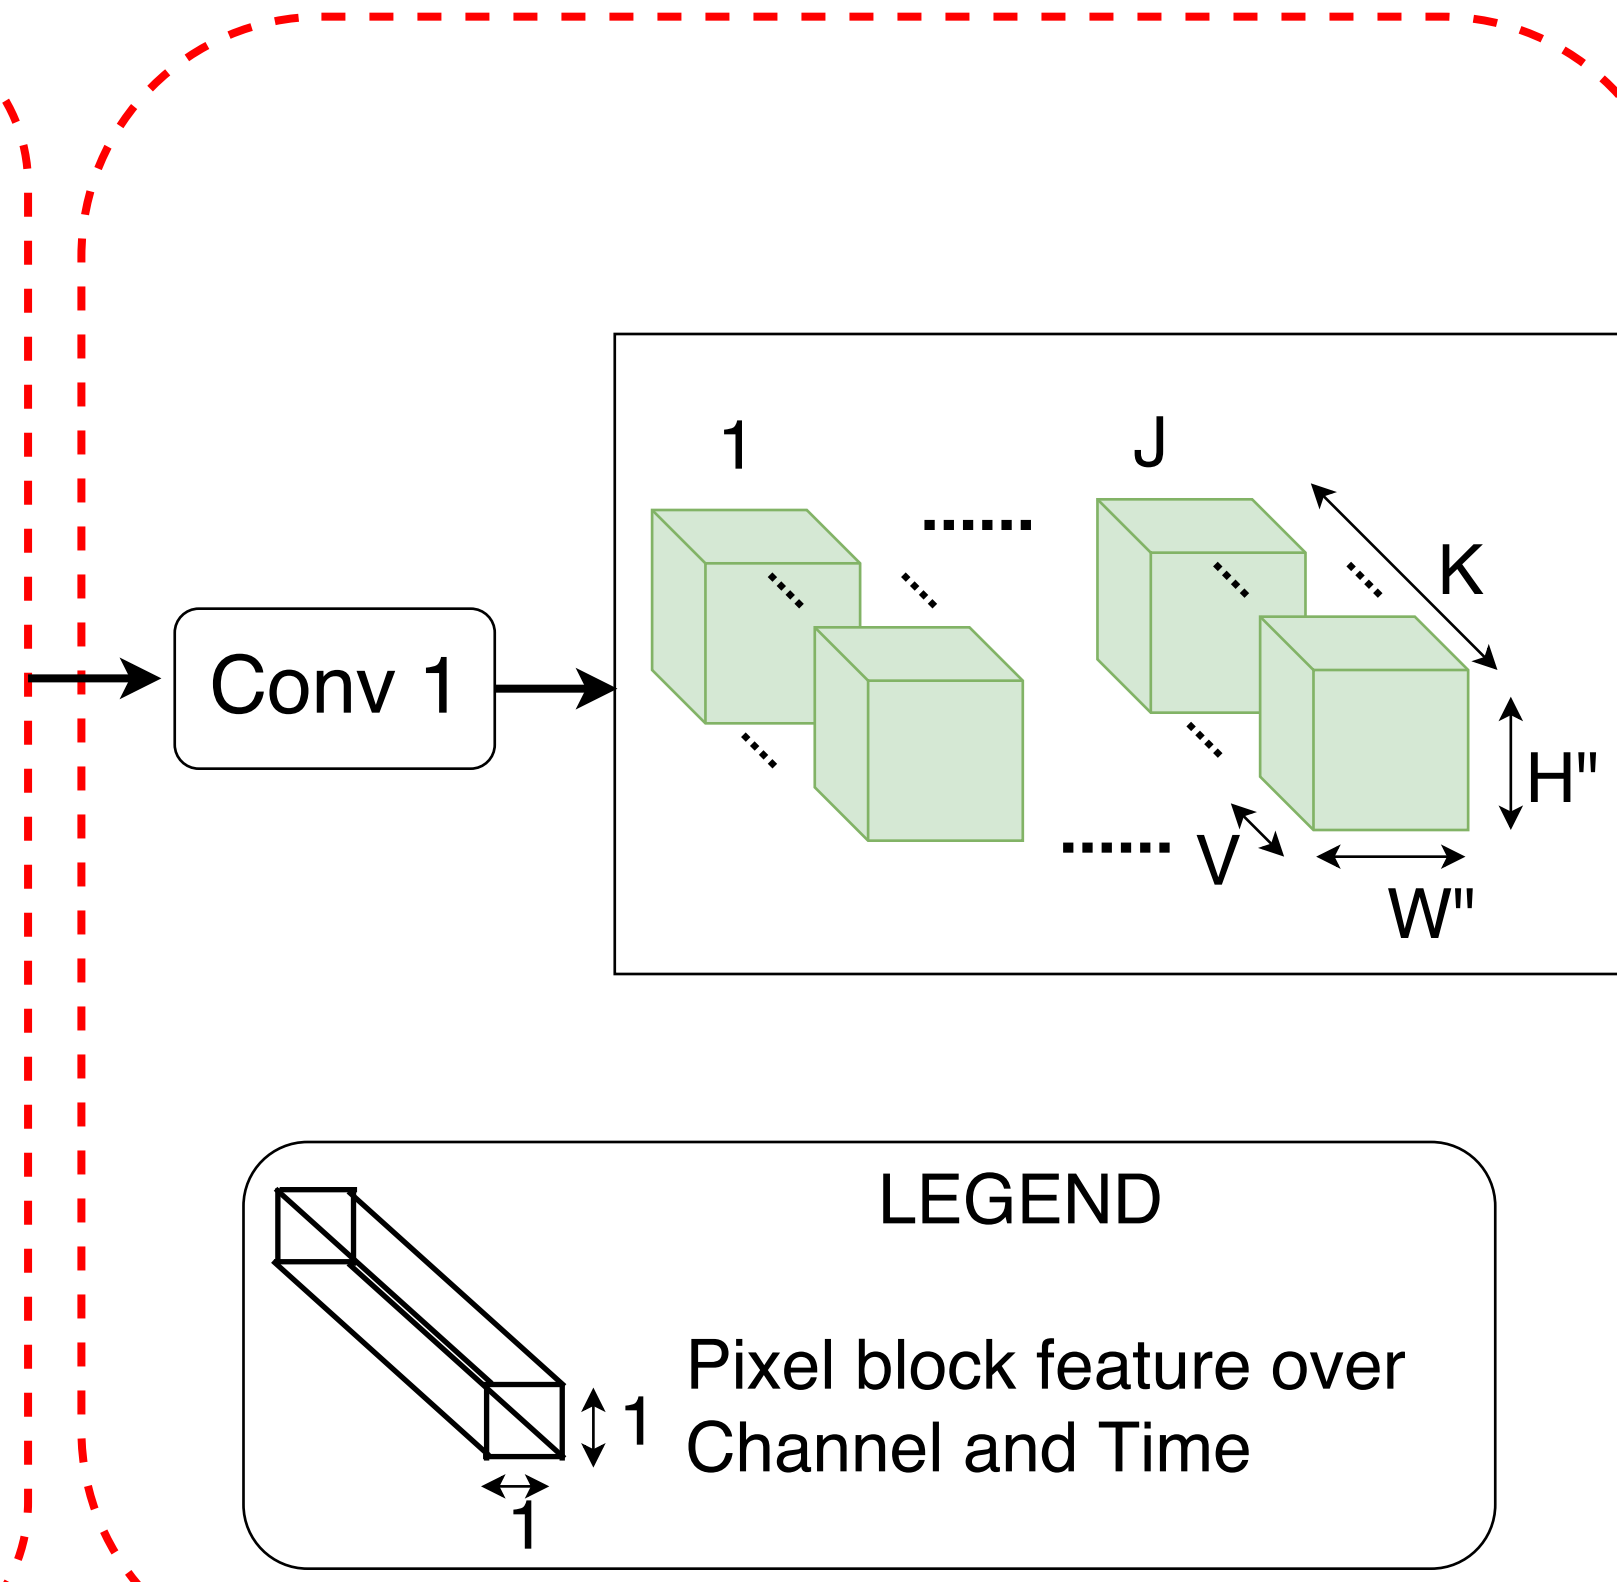 1
J
K
Conv 1
H"
V
W"
LEGEND
Pixel block feature over
Channel and Time
1
1